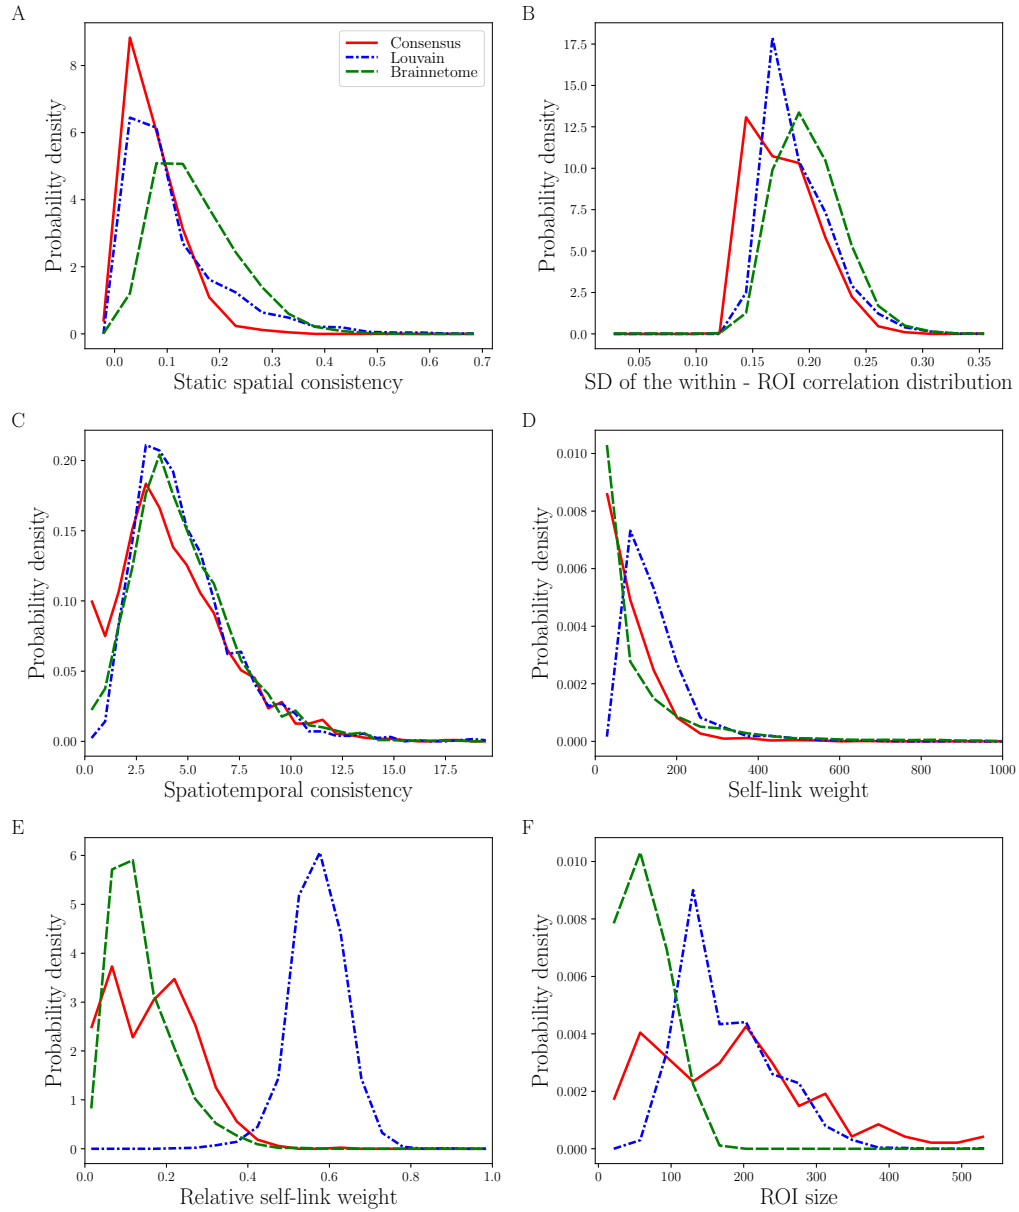 A
Consensus
Louvain
Brainnetome
Probability density
8
6
4
2
0
0.0 0.1 0.2 0.3 0.4 0.5 0.6 0.7
Static spatial consistency
B
Probability density
17.5
15.0
12.5
10.0
7.5
5.0
2.5
0.0
0.05 0.10 0.15 0.20 0.25 0.30 0.35
SD of the within - ROI correlation distribution
C
Probability density
0.20
0.15
0.10
0.05
0.00
0.0 2.5 5.0 7.5 10.0 12.5 15.0 17.5
Spatiotemporal consistency
D
Probability density
0.010
0.008
0.006
0.004
0.002
0.000
0 200 400 600 800 1000
Self-link weight
E
Probability density
6
5
4
3
2
1
0
0.0 0.2 0.4 0.6 0.8 1.0
Relative self-link weight
F
Probability density
0.010
0.008
0.006
0.004
0.002
0.000
0 100 200 300 400 500
ROI size